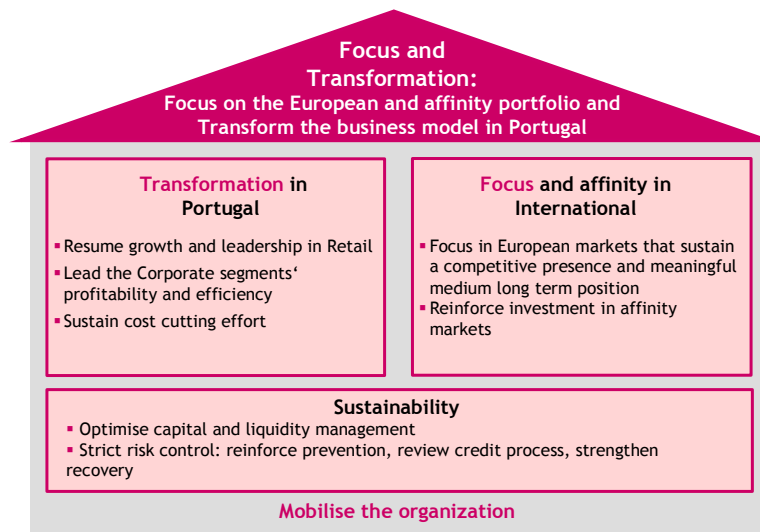 Focus and
Transformation:
Focus on the European and affinity portfolio and
Transform the business model in Portugal
Transformation in
Portugal
▪ Resume growth and leadership in Retail
▪ Lead the Corporate segments‘
profitability and efficiency
▪ Sustain cost cutting effort
Focus and affinity in
International
▪ Focus in European markets that sustain
a competitive presence and meaningful
medium long term position
▪ Reinforce investment in affinity
markets
Sustainability
▪ Optimise capital and liquidity management
▪ Strict risk control: reinforce prevention, review credit process, strengthen
recovery
Mobilise the organization